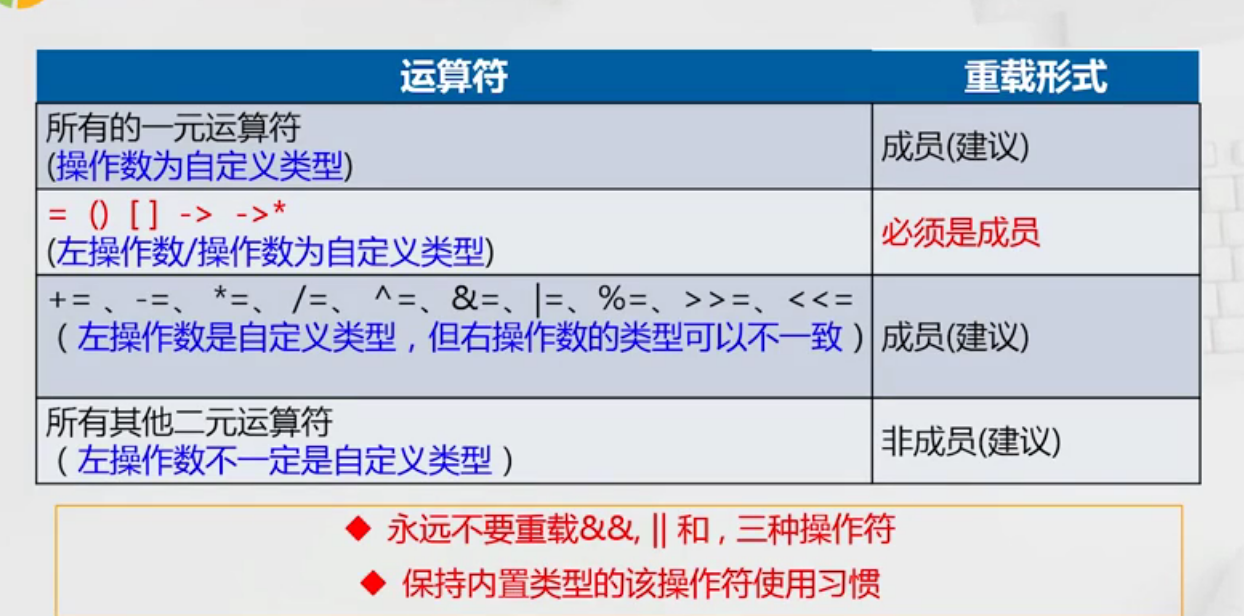 运算符 重载形式
所有的一元运算符
(操作数为自定义类型)
成员(建议)
= () [ ] -> ->*
(左操作数/操作数为自定义类型)
必须是成员
+= 、-=、 *=、 /=、 ^=、&=、|=、%=、>>=、<<=
（ 左操作数是自定义类型，但右操作数的类型可以不一致 ）
成员(建议)
所有其他二元运算符
（ 左操作数不一定是自定义类型 ）
非成员(建议)
◆ 永远不要重载&&, || 和 , 三种操作符
◆ 保持内置类型的该操作符使用习惯